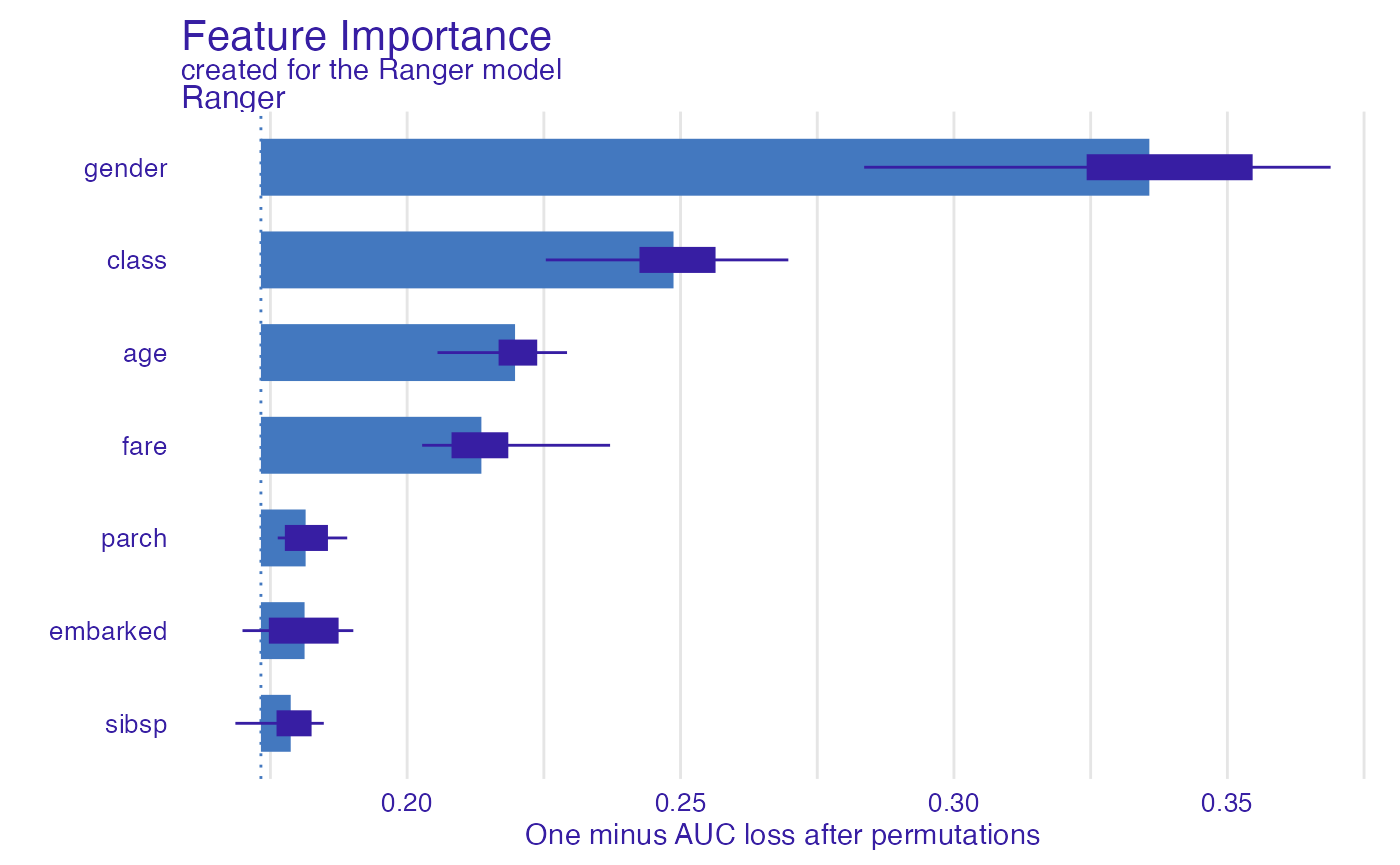 Feature Importance
created for the Ranger model
Ranger
gender
class
age
fare
parch
embarked
sibsp
0.20 0.25 0.30 0.35
One minus AUC loss after permutations